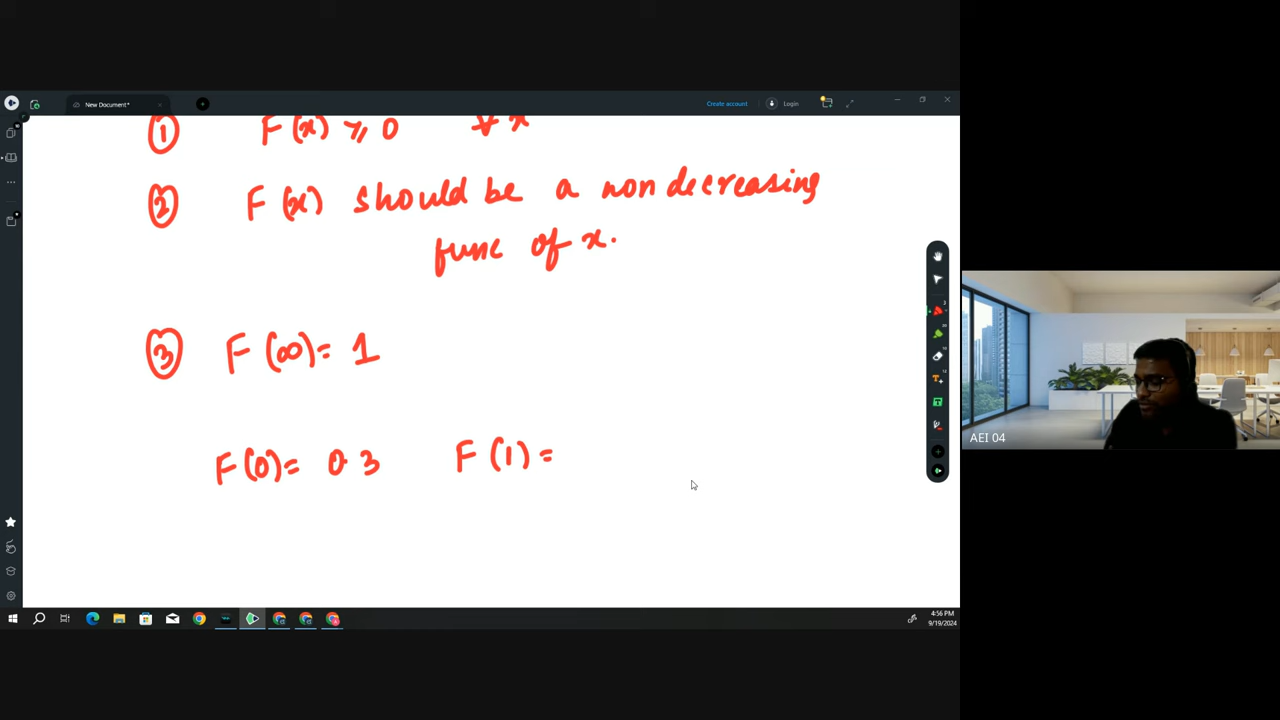 New Document*
Create account
Login
① F(x) ≥ 0 ∀ x
② F(x) should be a non decreasing
func of x.
③ F(∞) = 1
F(0) = 0.3 F(1) =
AEI 04
4:56 PM
9/19/2024